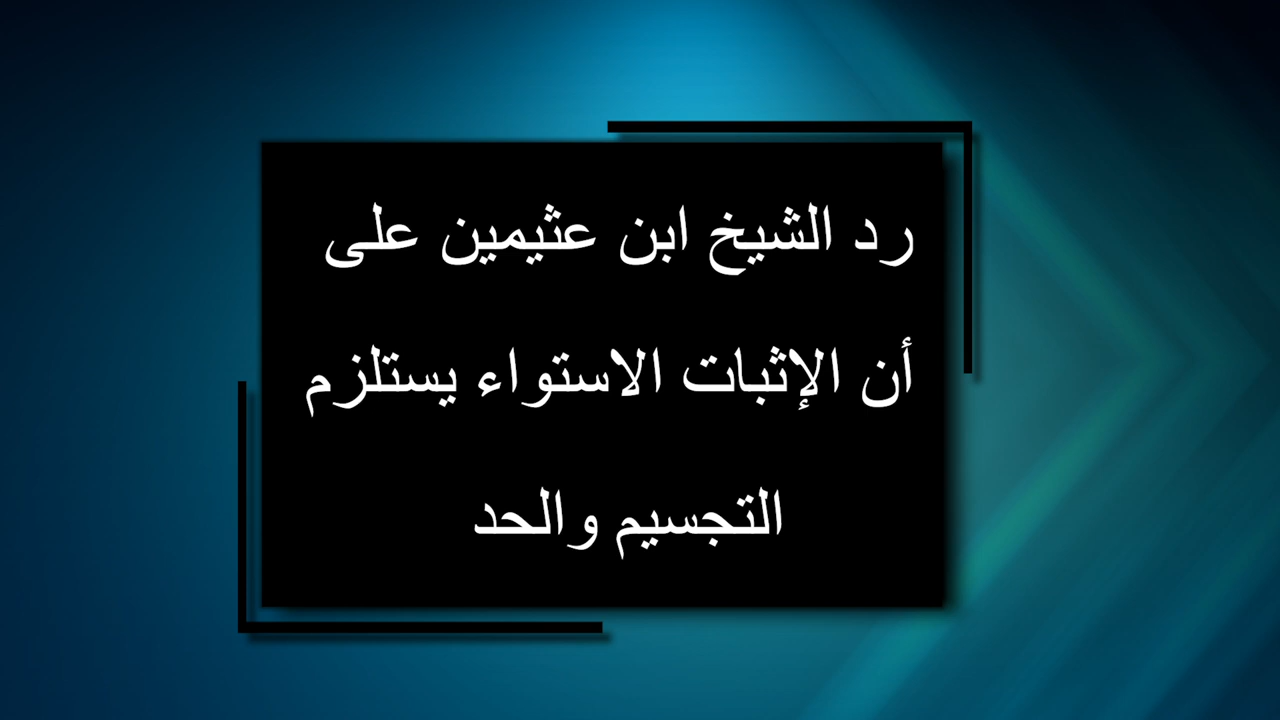 رد الشيخ ابن عثيمين على
أن الإثبات الاستواء يستلزم
التجسيم والحد